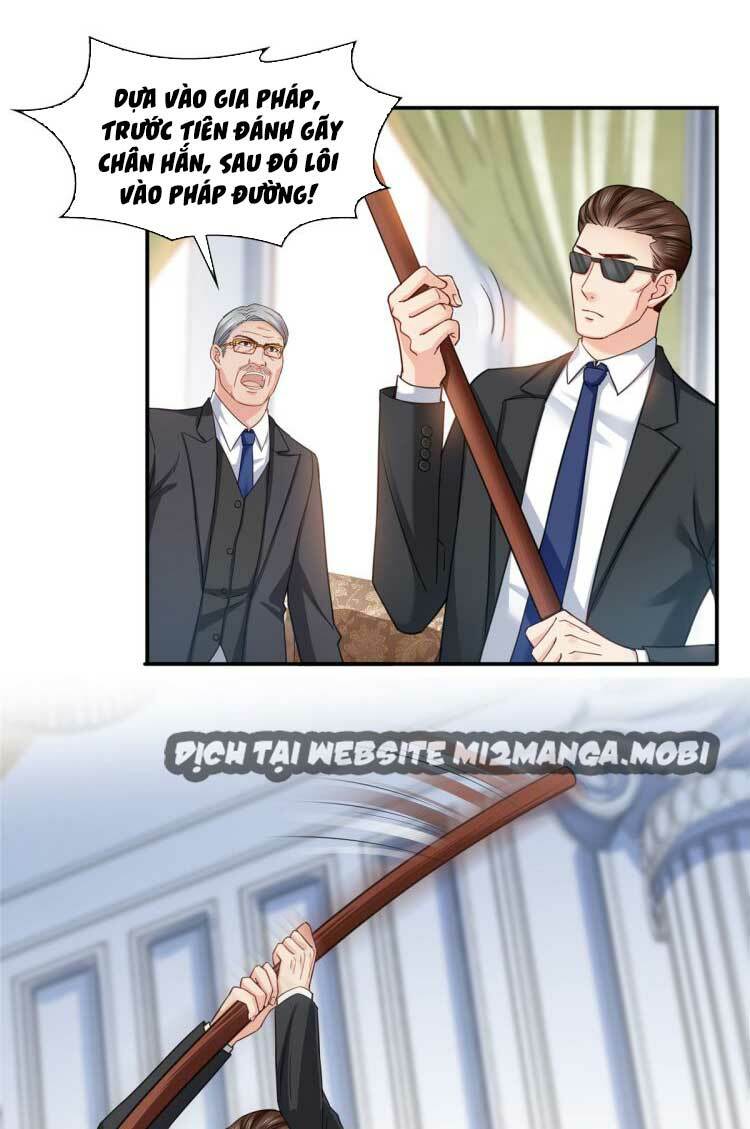 DỰA VÀO GIA PHÁP,
TRƯỚC TIÊN ĐÁNH GÃY
CHÂN HẮN, SAU ĐÓ LÔI
VÀO PHÁP ĐƯỜNG!
DỊCH TẠI WEBSITE MI2MANGA.MOBI